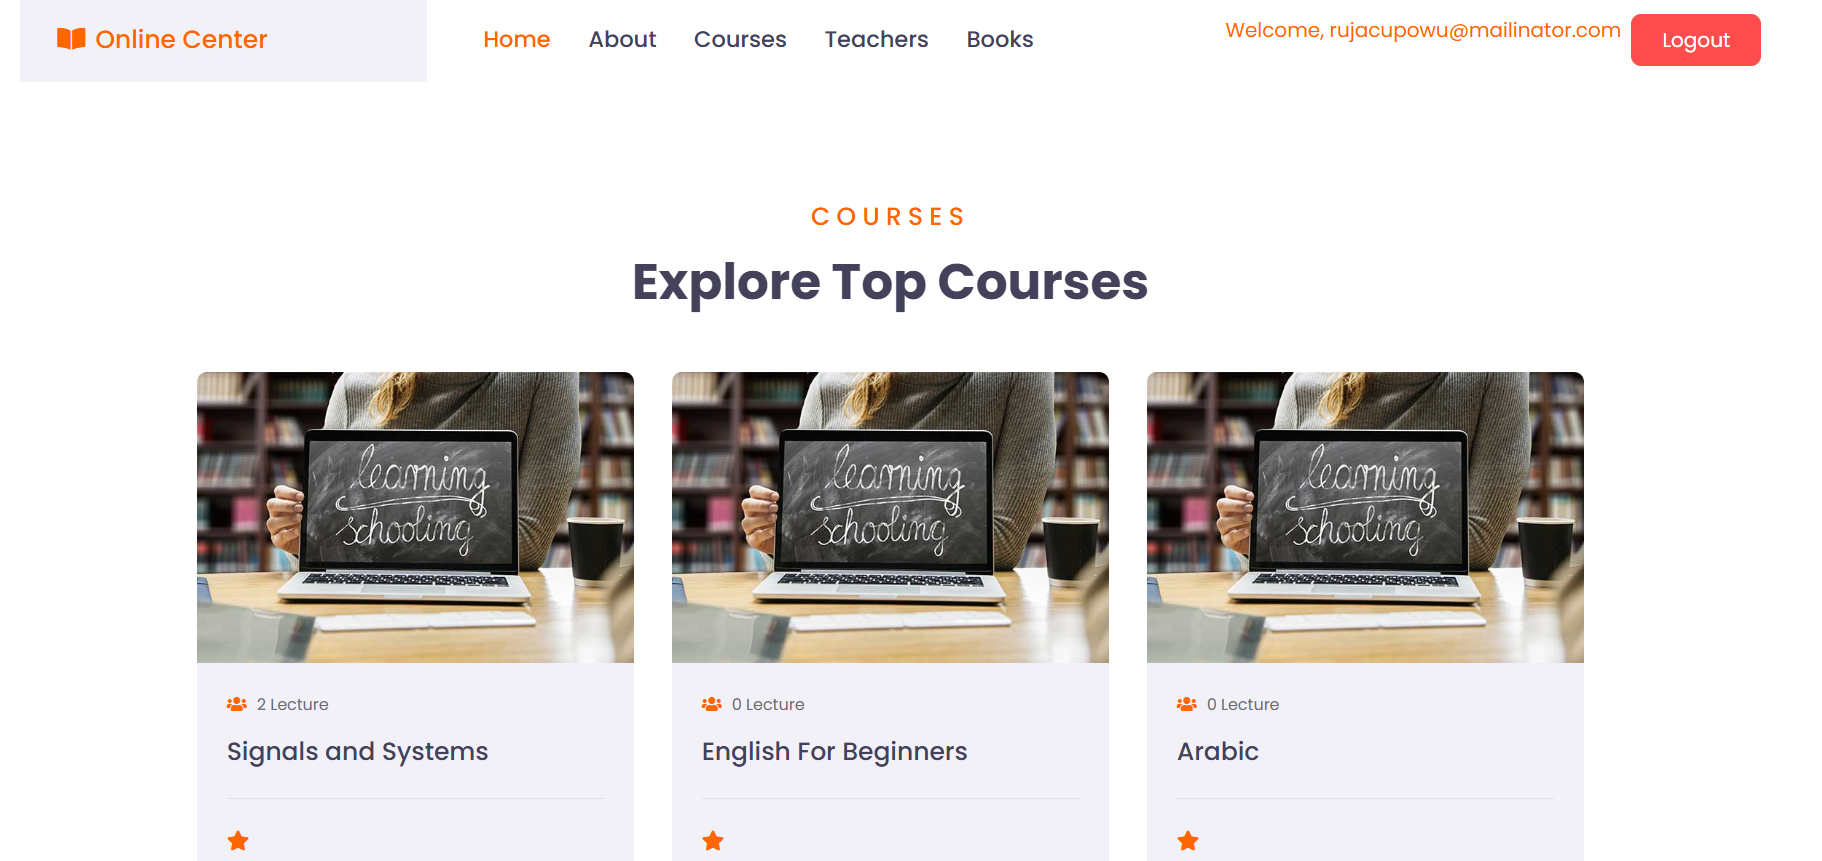 Online Center
Home About Courses Teachers Books
Welcome, rujacupowu@mailinator.com
Logout
COURSES
Explore Top Courses
learning
schooling
learning
schooling
learning
schooling
2 Lecture
Signals and Systems
0 Lecture
English For Beginners
0 Lecture
Arabic